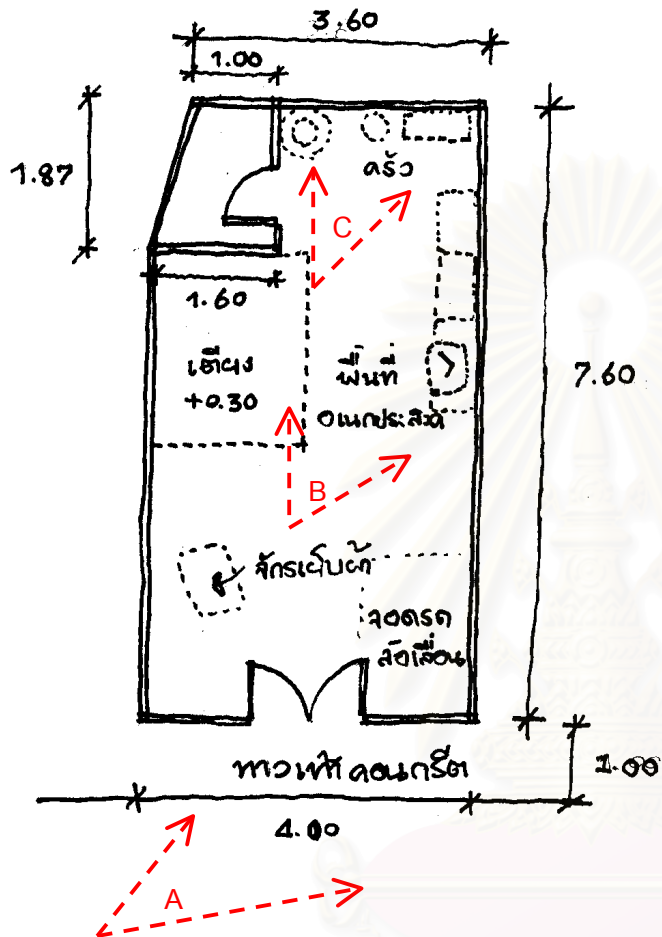 3.60
1.00
1.87
ครัว
C
1.60
เตียง
+0.30
พื้นที่
อเนกประสงค์
7.60
B
จักรเย็บผ้า
จอดรถ
ล้อเลื่อน
ทางเท้าคอนกรีต
1.00
4.00
A